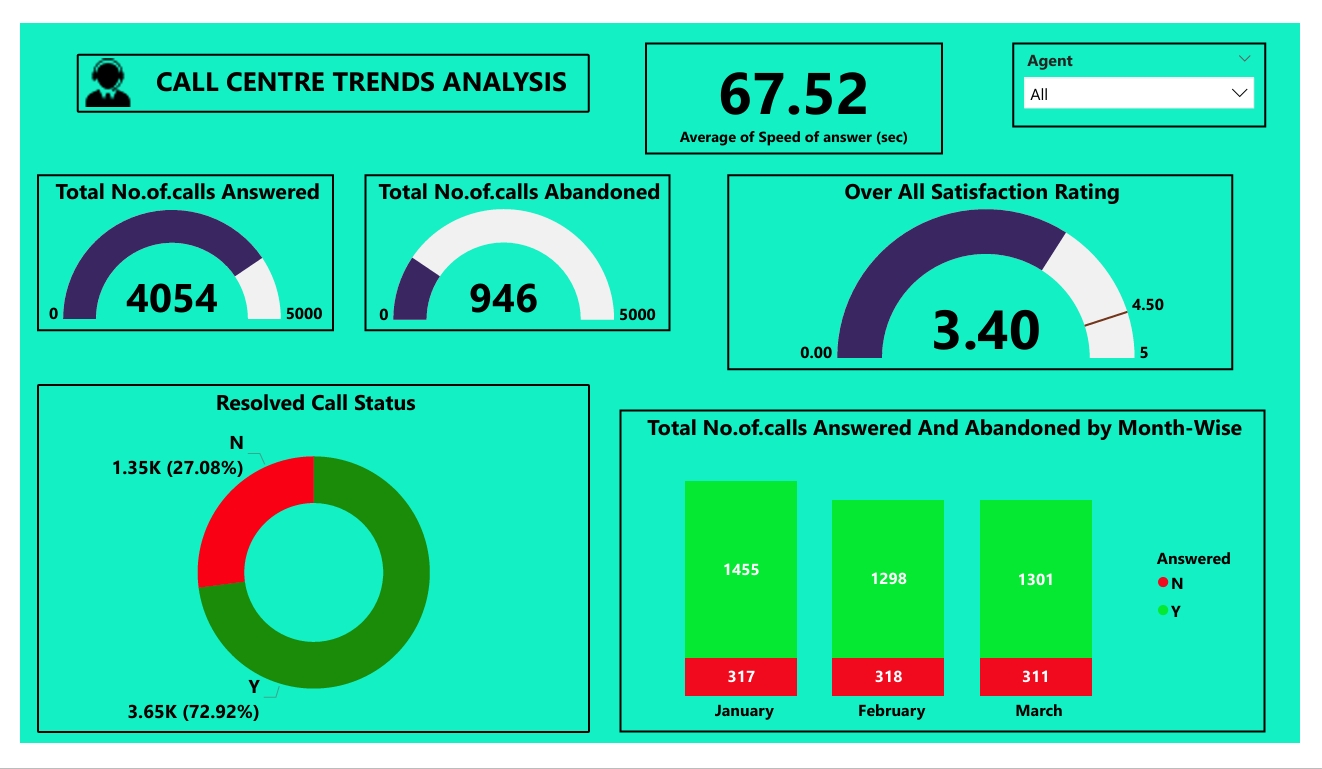 CALL CENTRE TRENDS ANALYSIS
67.52
Average of Speed of answer (sec)
Agent
All
Total No.of.calls Answered
4054
0
5000
Total No.of.calls Abandoned
946
0
5000
Over All Satisfaction Rating
3.40
0.00
4.50
5
Resolved Call Status
N
1.35K (27.08%)
Y
3.65K (72.92%)
Total No.of.calls Answered And Abandoned by Month-Wise
1455
1298
1301
317
318
311
January
February
March
Answered
N
Y